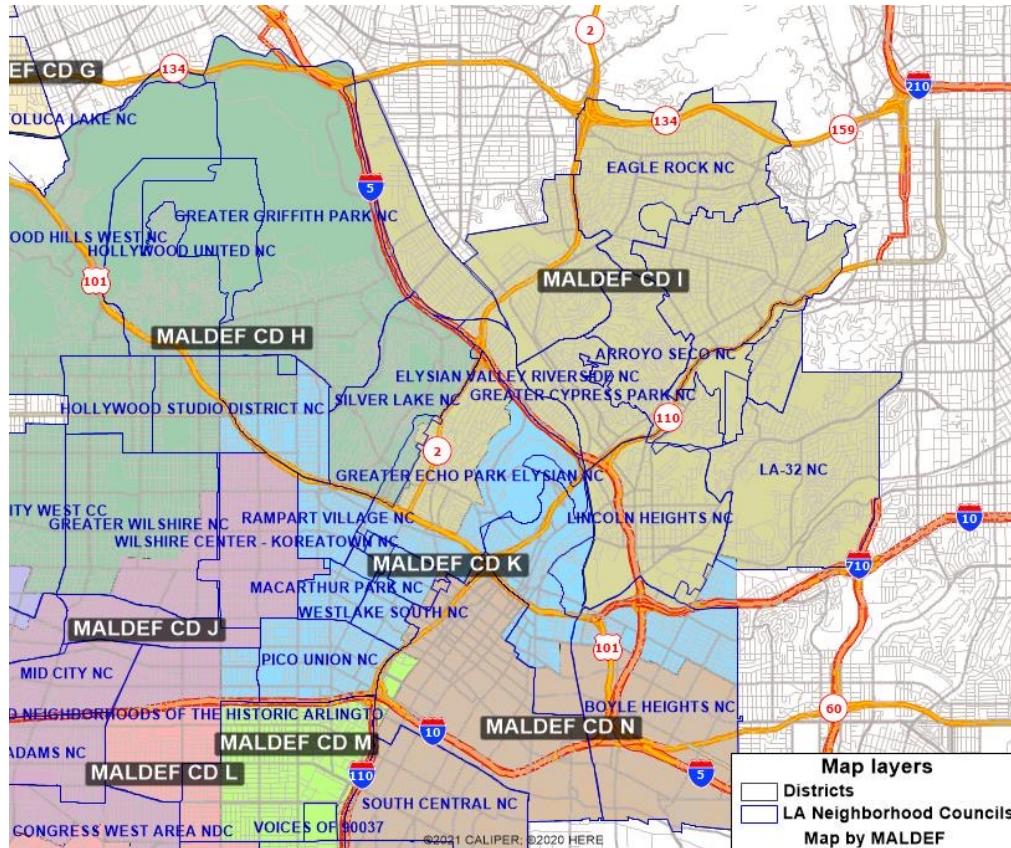 2
134
EF CD G
210
OLUCA LAKE NC
134
159
EAGLE ROCK NC
5
GREATER GRIFFITH PARK NC
OOD HILLS WEST NC
HOLLYWOOD UNITED NC
101
MALDEF CD I
MALDEF CD H
ARROYO SECO NC
ELYSIAN VALLEY RIVERSIDE NC
HOLLYWOOD STUDIO DISTRICT NC
SILVER LAKE NC
GREATER CYPRESS PARK NC
110
2
GREATER ECHO PARK ELYSIAN NC
LA-32 NC
ITY WEST CC
GREATER WILSHIRE NC
RAMPART VILLAGE NC
LINCOLN HEIGHTS NC
10
WILSHIRE CENTER - KOREATOWN NC
MALDEF CD K
710
MACARTHUR PARK NC
WESTLAKE SOUTH NC
MALDEF CD J
101
PICO UNION NC
MID CITY NC
BOYLE HEIGHTS NC
60
D NEIGHBORHOODS OF THE HISTORIC ARLINGTO
MALDEF CD N
10
ADAMS NC
MALDEF CD M
MALDEF CD L
110
5
Map layers
Districts
LA Neighborhood Councils
Map by MALDEF
SOUTH CENTRAL NC
CONGRESS WEST AREA NDC
VOICES OF 90037
©2021 CALIPER; ©2020 HERE